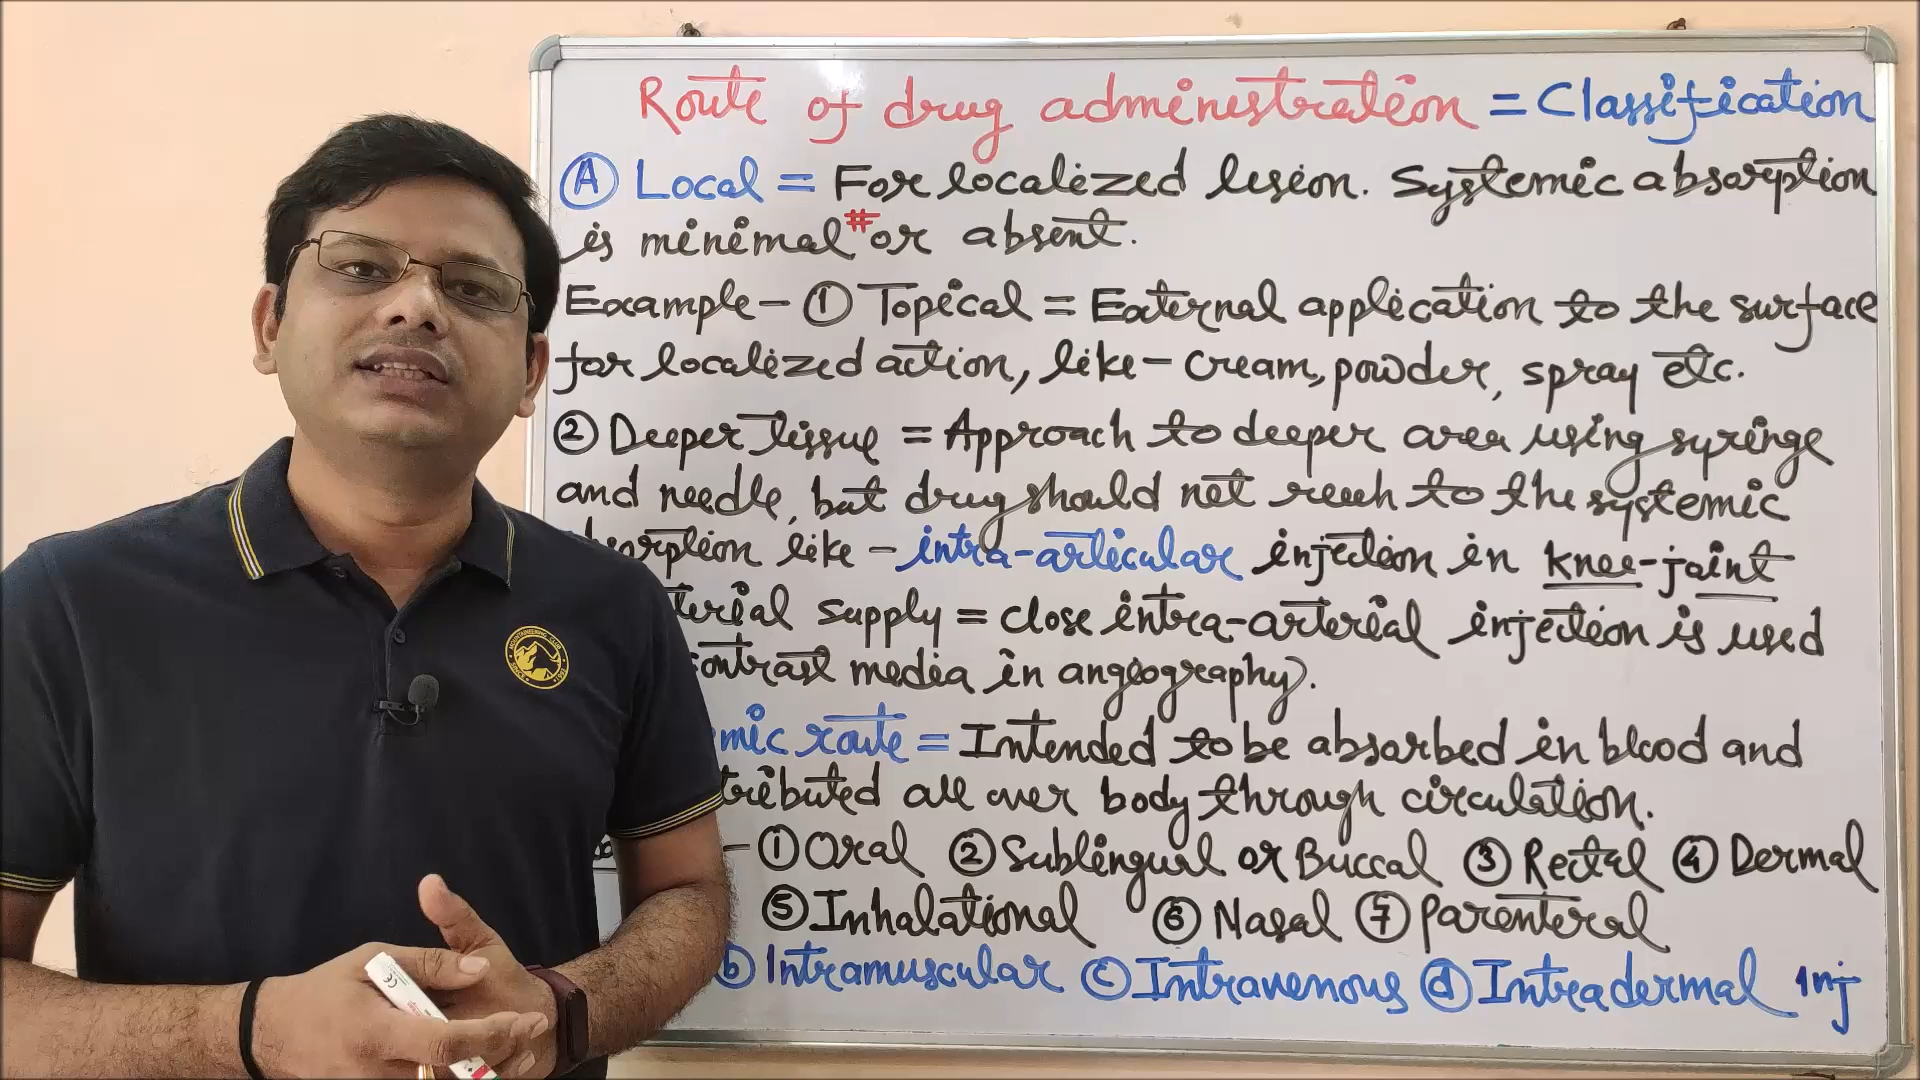 Route of drug administration = Classification
Ⓐ Local = For localized lesion. Systemic absorption
is minimal # or absent.
Example - ① Topical = External application to the surface
for localized action, like - cream, powder, spray etc.
② Deeper tissue = Approach to deeper area using syringe
and needle, but drug should not reach to the systemic
like - intra-articular injection in knee-joint
supply = close intra-arterial injection is used
media in angiography).
route = Intended to be absorbed in blood and
all over body through circulation.
- ① Oral ② Sublingual or Buccal ③ Rectal ④ Dermal
⑤ Inhalational ⑥ Nasal ⑦ Parenteral
ⓑ Intramuscular ⓒ Intravenous ⓓ Intradermal inj
MOUNTAINEERING CLUB